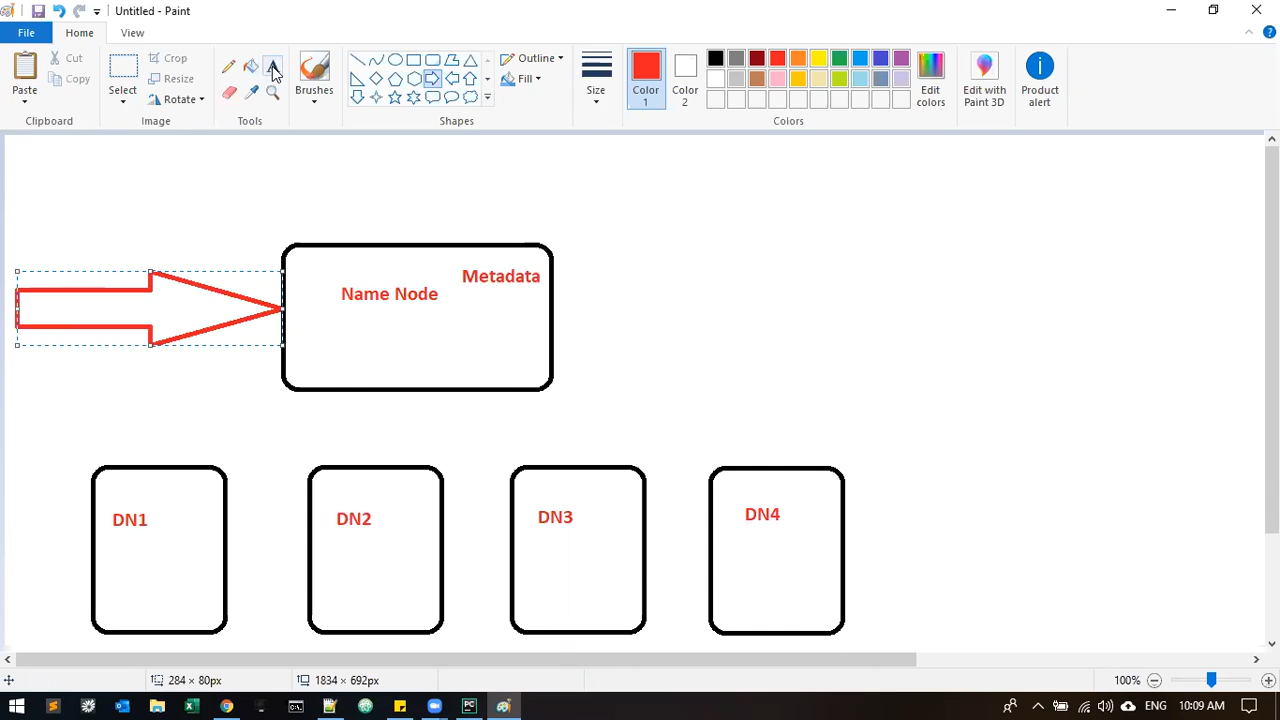 Untitled - Paint
File
Home
View
Paste
Cut
Copy
Clipboard
Select
Crop
Resize
Rotate
Image
A
Tools
Brushes
Outline
Fill
Shapes
Size
Color 1
Color 2
Edit colors
Colors
Edit with Paint 3D
Product alert
Metadata
Name Node
DN1
DN2
DN3
DN4
284 × 80px
1834 × 692px
100%
ENG
10:09 AM